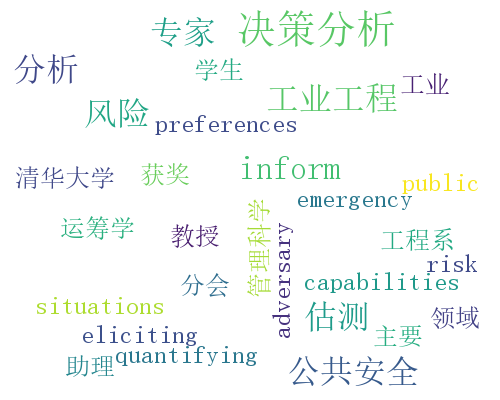 专家
决策分析
分析
学生
工业
工业工程
风险
preferences
inform
清华大学
获奖
public
emergency
管理科学
运筹学
教授
adversary
工程系
risk
分会
capabilities
situations
估测
领域
eliciting
主要
quantifying
助理
公共安全